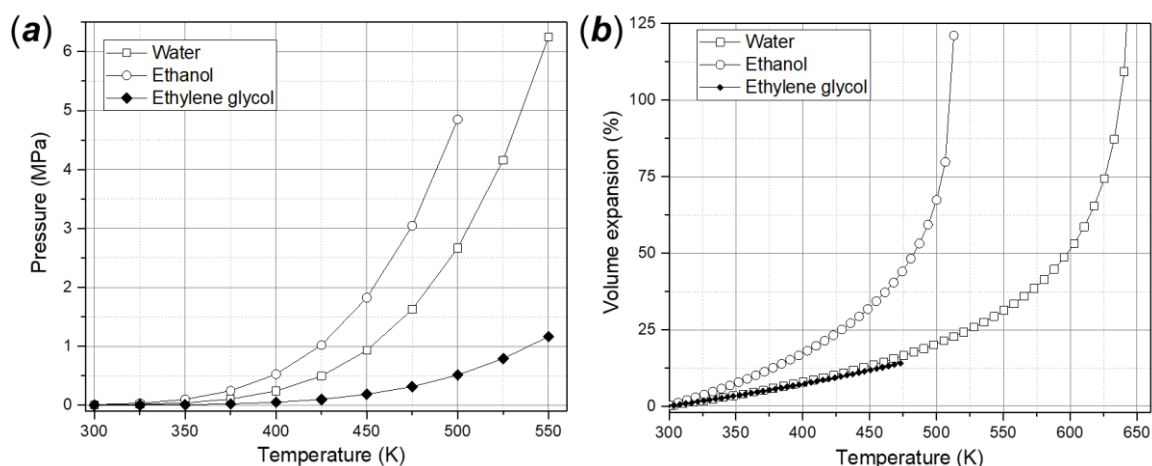 (a)
Pressure (MPa)
6
5
4
3
2
1
0
Water
Ethanol
Ethylene glycol
300 350 400 450 500 550
Temperature (K)
(b)
Volume expansion (%)
125
100
75
50
25
0
Water
Ethanol
Ethylene glycol
300 350 400 450 500 550 600 650
Temperature (K)